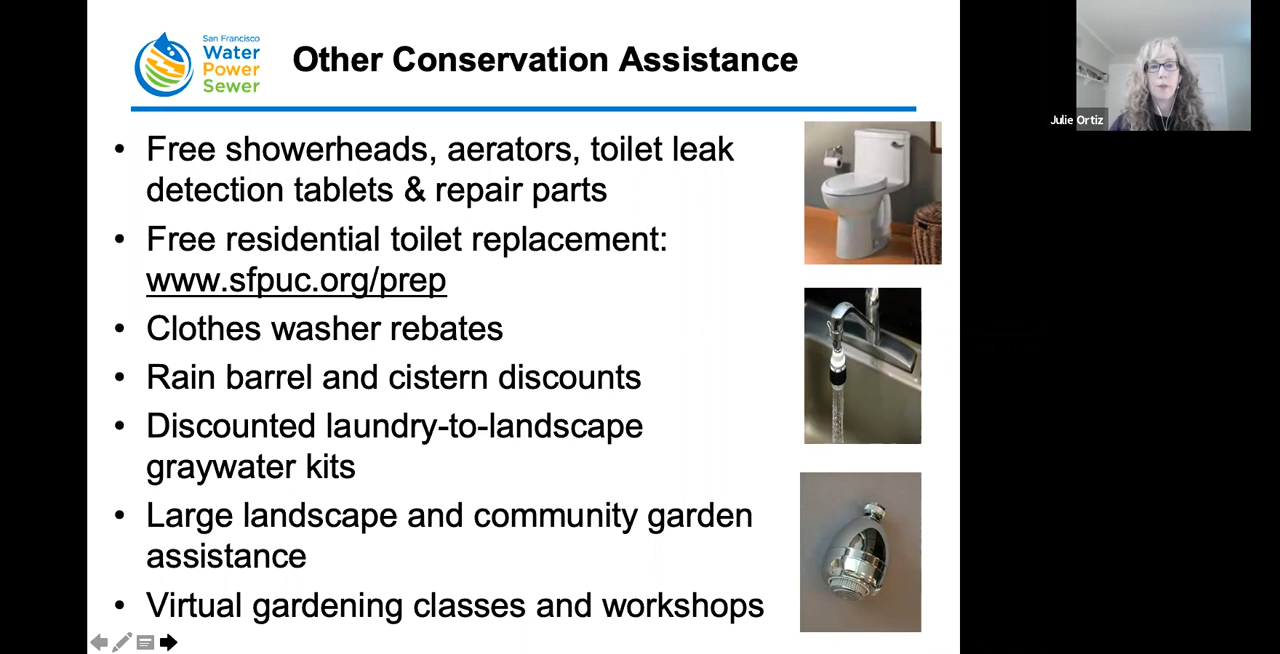 San Francisco
Water
Power
Sewer
Other Conservation Assistance
• Free showerheads, aerators, toilet leak
detection tablets & repair parts
• Free residential toilet replacement:
www.sfpuc.org/prep
• Clothes washer rebates
• Rain barrel and cistern discounts
• Discounted laundry-to-landscape
graywater kits
• Large landscape and community garden
assistance
• Virtual gardening classes and workshops
Julie Ortiz